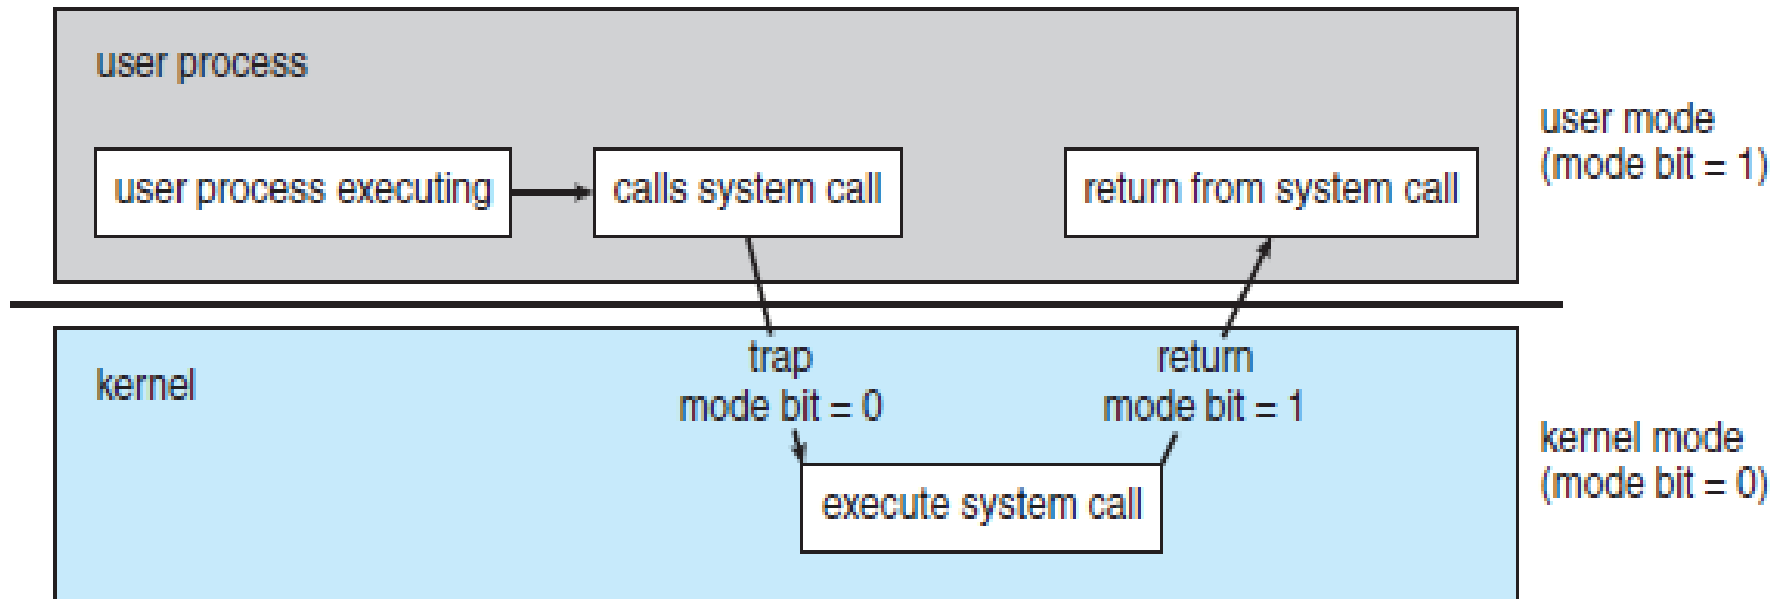 user process
user mode
(mode bit = 1)
user process executing
calls system call
return from system call
trap
mode bit = 0
return
mode bit = 1
kernel
kernel mode
(mode bit = 0)
execute system call